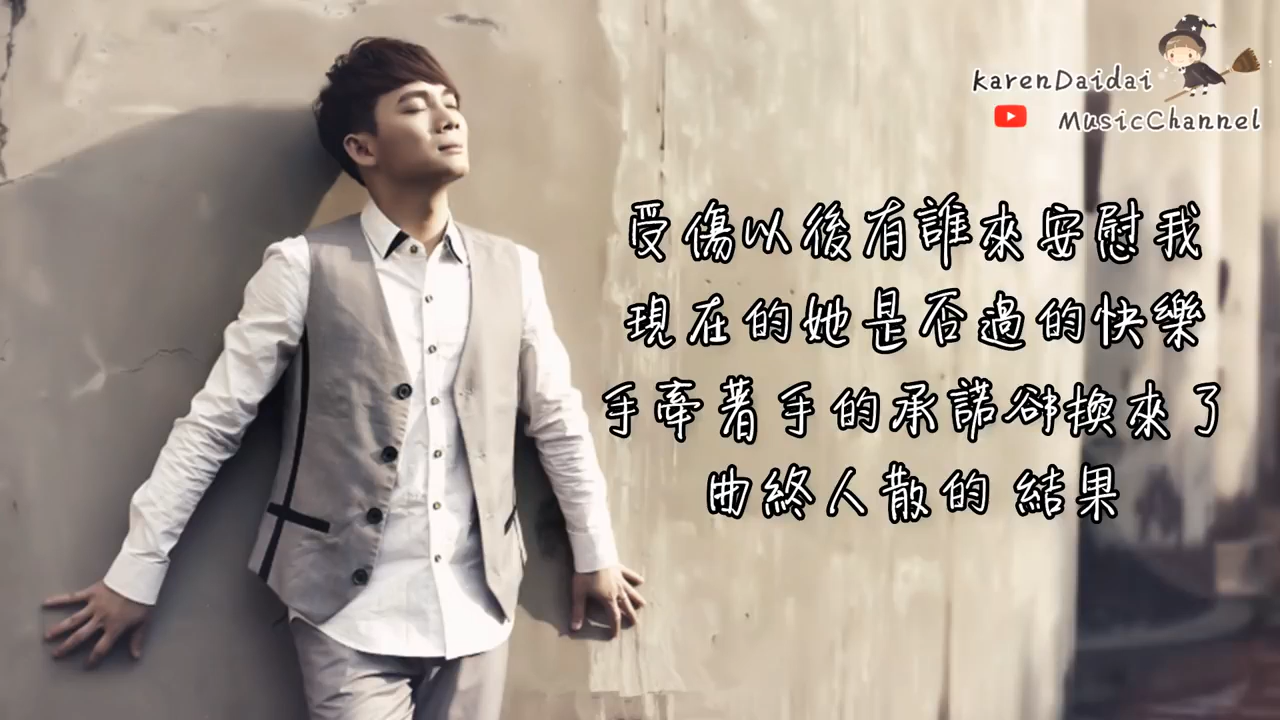 KarenDaidai
MusicChannel
受傷以後有誰來安慰我
現在的她是否過的快樂
手牽著手的承諾卻換來了
曲終人散的 結果